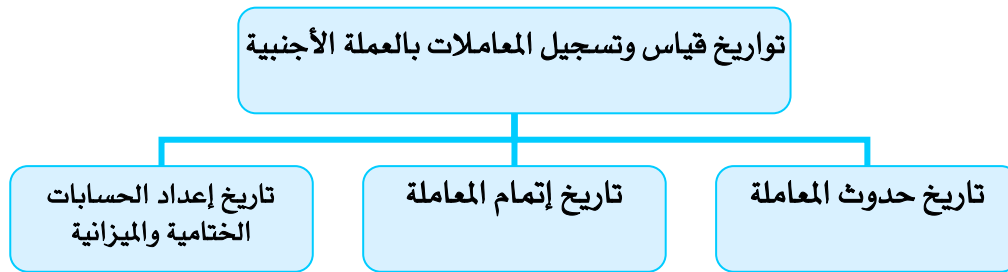 تواريخ قياس وتسجيل المعاملات بالعملة الأجنبية
تاريخ حدوث المعاملة
تاريخ إتمام المعاملة
تاريخ إعداد الحسابات
الختامية والميزانية